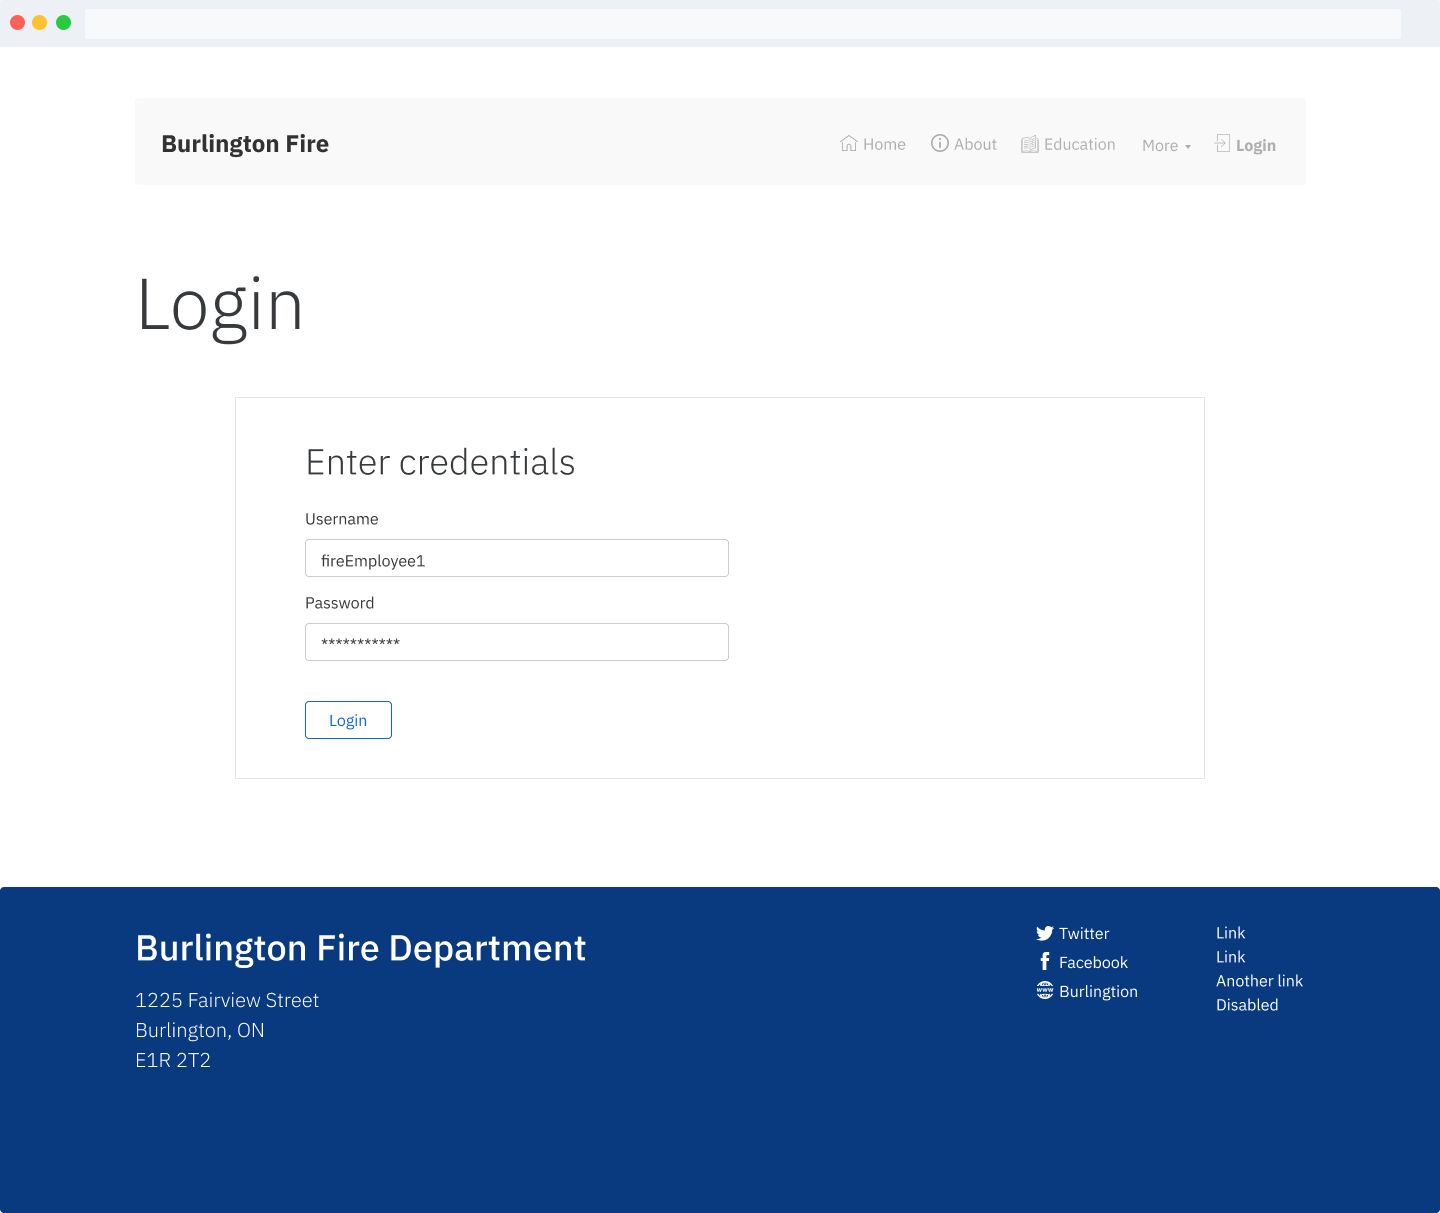 Burlington Fire
Home
About
Education
More
Login
Login
Enter credentials
Username
fireEmployee1
Password
***********
Login
Burlington Fire Department
1225 Fairview Street
Burlington, ON
E1R 2T2
Twitter
Facebook
www
Burlingtion
Link
Link
Another link
Disabled